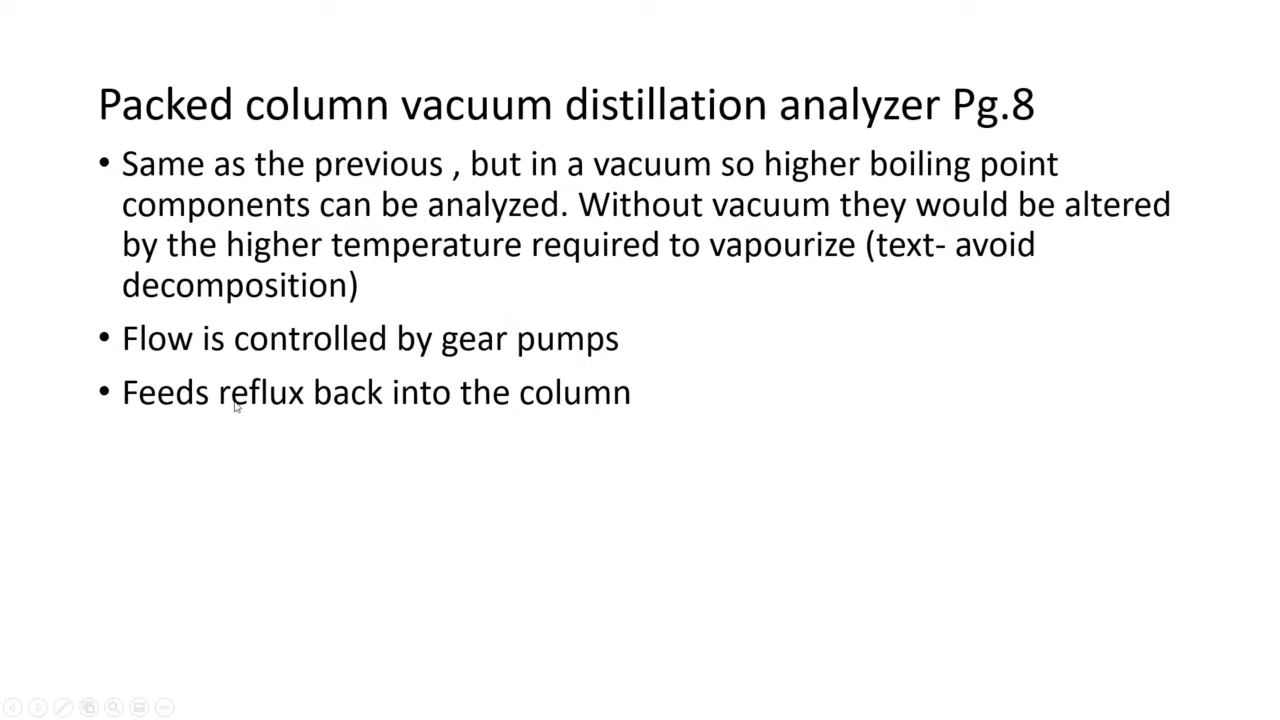 Packed column vacuum distillation analyzer Pg.8
• Same as the previous , but in a vacuum so higher boiling point
components can be analyzed. Without vacuum they would be altered
by the higher temperature required to vapourize (text- avoid
decomposition)
• Flow is controlled by gear pumps
• Feeds reflux back into the column